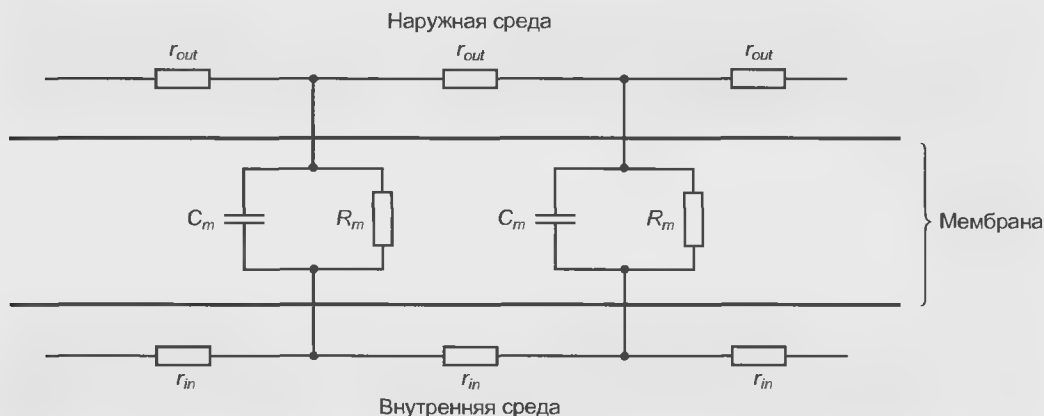 Наружная среда
r_out r_out r_out
C_m R_m C_m R_m
Мембрана
r_in r_in r_in
Внутренняя среда